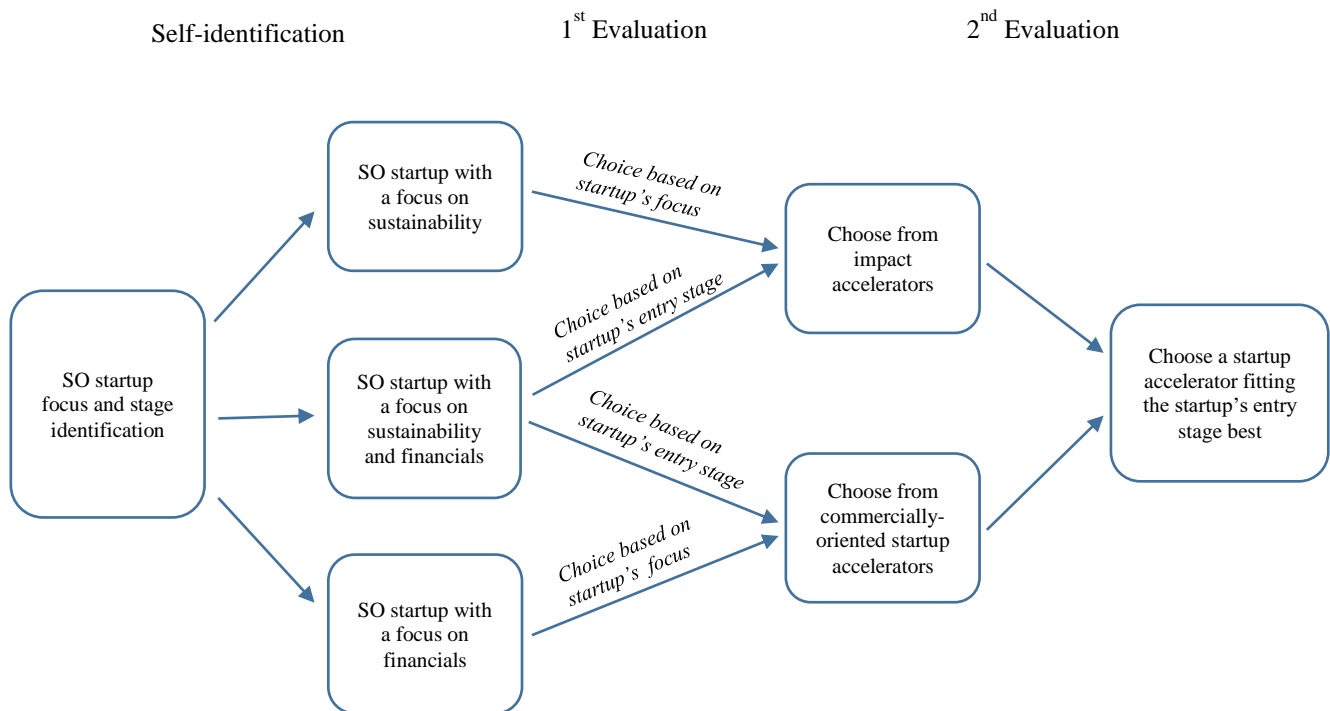 Self-identification
1st Evaluation
2nd Evaluation
SO startup with
a focus on
sustainability
Choice based on
startup's focus
Choose from
impact
accelerators
Choice based on
startup's entry stage
SO startup
focus and stage
identification
SO startup with
a focus on
sustainability
and financials
Choose a startup
accelerator fitting
the startup's entry
stage best
Choice based on
startup's entry stage
Choose from
commercially-
oriented startup
accelerators
Choice based on
startup's focus
SO startup with
a focus on
financials